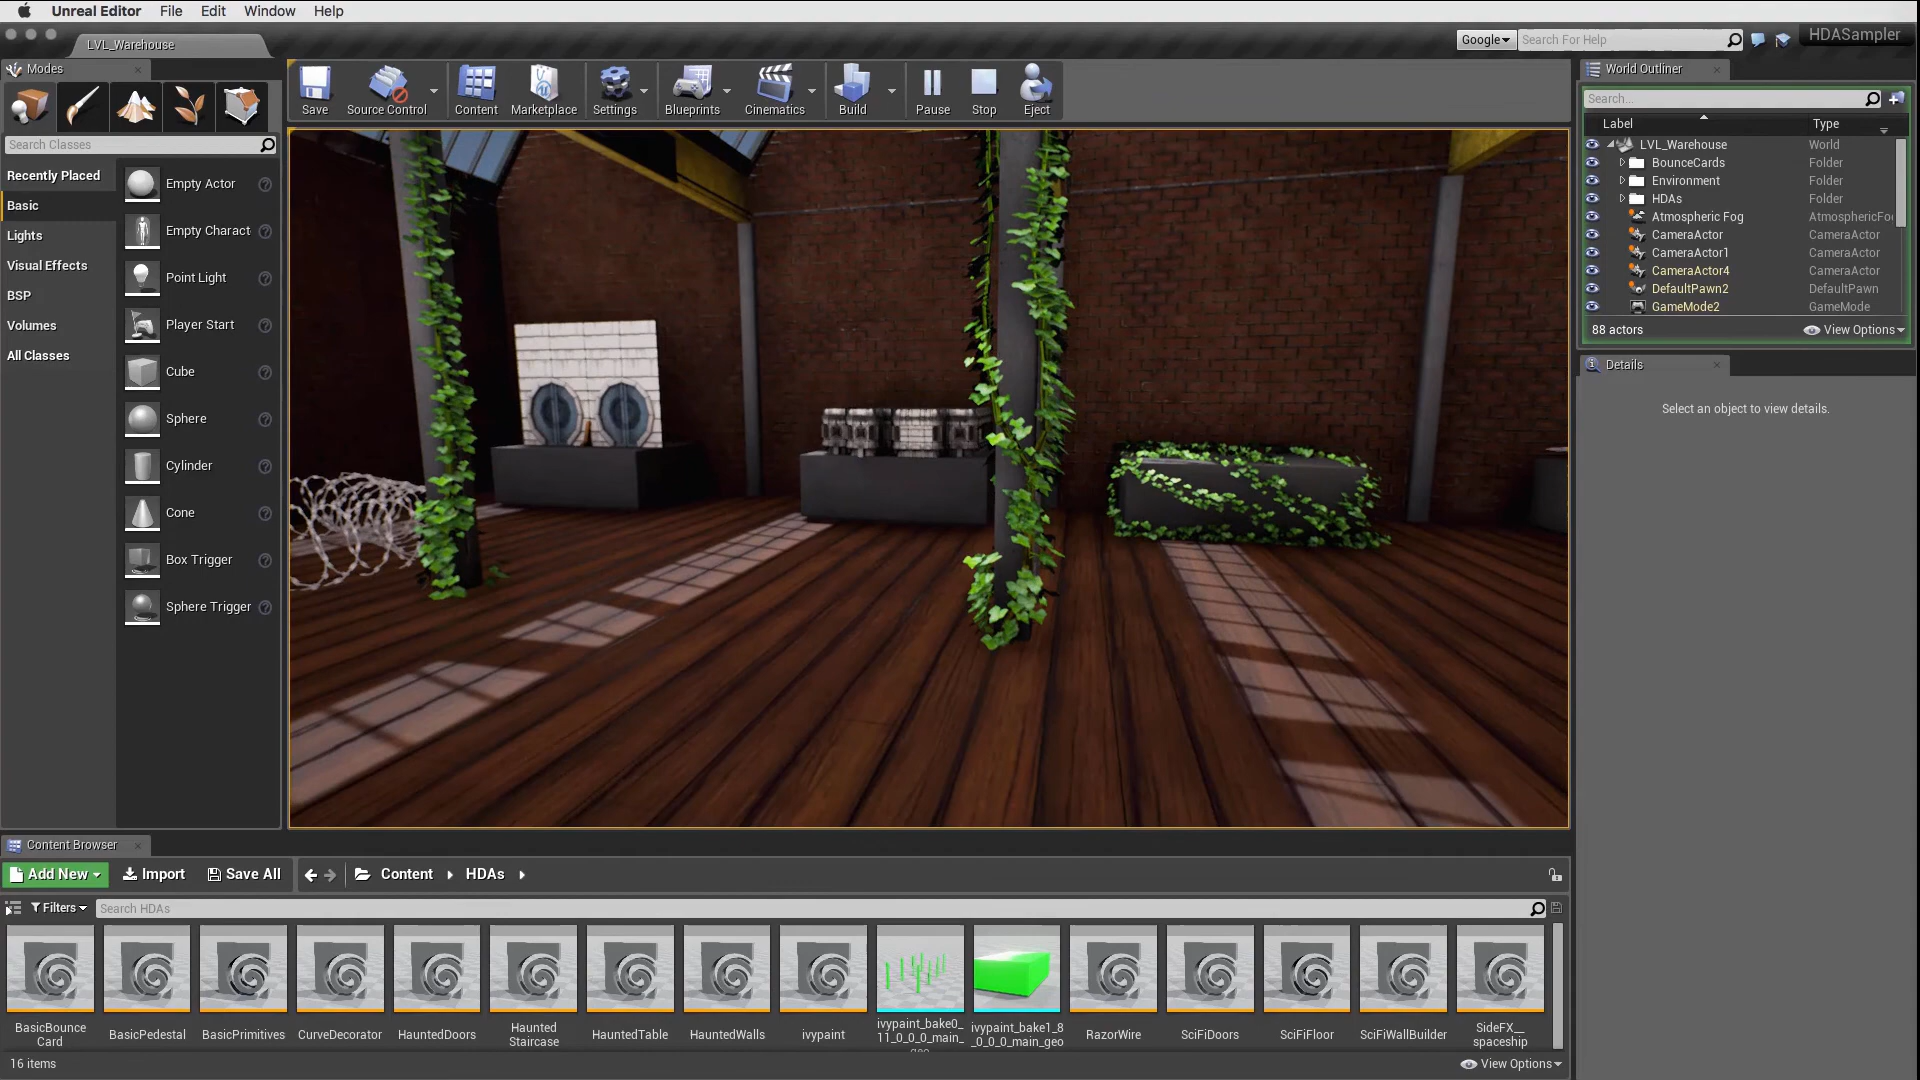 Unreal Editor File Edit Window Help
LVL_Warehouse
Google Search For Help HDASampler
Modes
Save Source Control Content Marketplace Settings Blueprints Cinematics Build Pause Stop Eject
Search Classes
Recently Placed
Basic
Lights
Visual Effects
BSP
Volumes
All Classes
Empty Actor
Empty Charact
Point Light
Player Start
Cube
Sphere
Cylinder
Cone
Box Trigger
Sphere Trigger
World Outliner
Search...
Label Type
LVL_Warehouse World
BounceCards Folder
Environment Folder
HDAs Folder
Atmospheric Fog AtmosphericFo
CameraActor CameraActor
CameraActor1 CameraActor
CameraActor4 CameraActor
DefaultPawn2 DefaultPawn
GameMode2 GameMode
88 actors View Options
Details
Select an object to view details.
Content Browser
Add New Import Save All Content HDAs
Filters Search HDAs
BasicBounce
Card
BasicPedestal
BasicPrimitives
CurveDecorator
HauntedDoors
Haunted
Staircase
HauntedTable
HauntedWalls
ivypaint
ivypaint_bake0_
11_0_0_0_main_
geo
ivypaint_bake1_8
_0_0_0_main_geo
RazorWire
SciFiDoors
SciFiFloor
SciFiWallBuilder
SideFX__
spaceship
16 items View Options